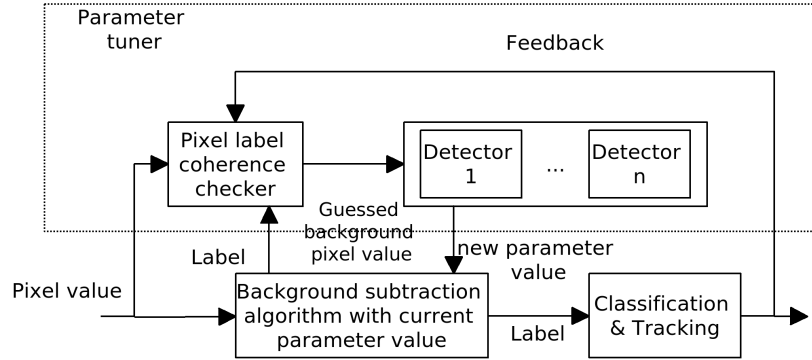 Parameter
tuner
Feedback
Pixel label
coherence
checker
Detector
1
...
Detector
n
Guessed
background
pixel value
Label
new parameter
value
Pixel value
Background subtraction
algorithm with current
parameter value
Label
Classification
& Tracking